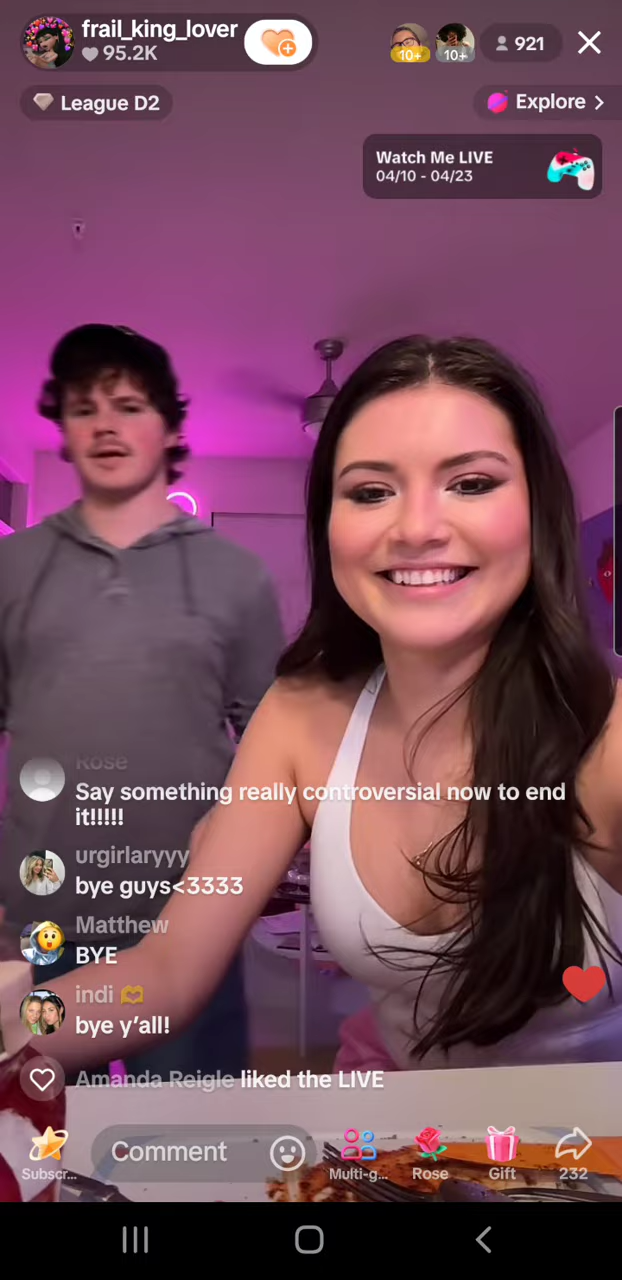 frail_king_lover
95.2K
10+
10+
921
League D2
Explore
Watch Me LIVE
04/10 - 04/23
Rose
Say something really controversial now to end
it!!!!!
urgirlaryyy
bye guys<3333
Matthew
BYE
indi 🫶
bye y'all!
Amanda Reigle liked the LIVE
Subscr...
Comment
Multi-g...
Rose
Gift
232